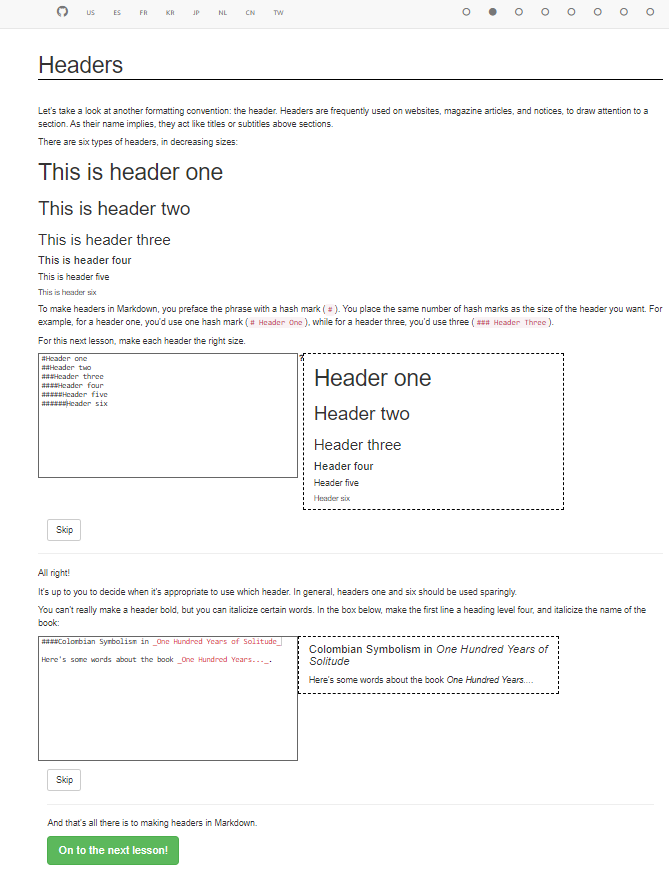 US ES FR KR JP NL CN TW
Headers
Let's take a look at another formatting convention: the header. Headers are frequently used on websites, magazine articles, and notices, to draw attention to a
section. As their name implies, they act like titles or subtitles above sections.
There are six types of headers, in decreasing sizes:
This is header one
This is header two
This is header three
This is header four
This is header five
This is header six
To make headers in Markdown, you preface the phrase with a hash mark ( # ). You place the same number of hash marks as the size of the header you want. For
example, for a header one, you'd use one hash mark ( # Header One ), while for a header three, you'd use three ( ### Header Three ).
For this next lesson, make each header the right size.
#Header one
##Header two
###Header three
####Header four
#####Header five
######Header six
?
Header one
Header two
Header three
Header four
Header five
Header six
Skip
All right!
It's up to you to decide when it's appropriate to use which header. In general, headers one and six should be used sparingly.
You can't really make a header bold, but you can italicize certain words. In the box below, make the first line a heading level four, and italicize the name of the
book:
####Colombian Symbolism in _One Hundred Years of Solitude_
Here's some words about the book _One Hundred Years..._.
Colombian Symbolism in One Hundred Years of
Solitude
Here's some words about the book One Hundred Years....
Skip
And that's all there is to making headers in Markdown.
On to the next lesson!